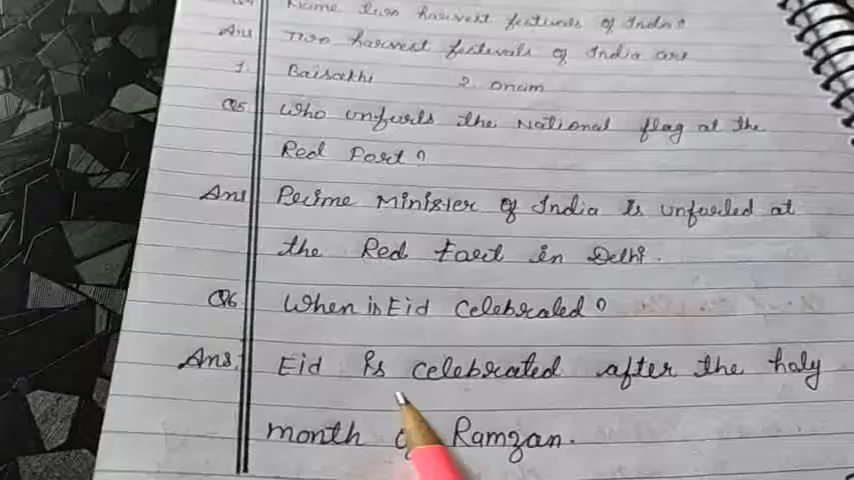 Name two harvest festivals of India?
Ans Two harvest festivals of India are
1. Baisakhi 2 onam
Q5 Who unfurls the National flag at the
Red Fort?
Ans Prime Minister of India is unfurled at
the Red Fort in Delhi.
Q6 When is Eid Celebrated?
Ans: Eid is celebrated after the holy
month of Ramzan.